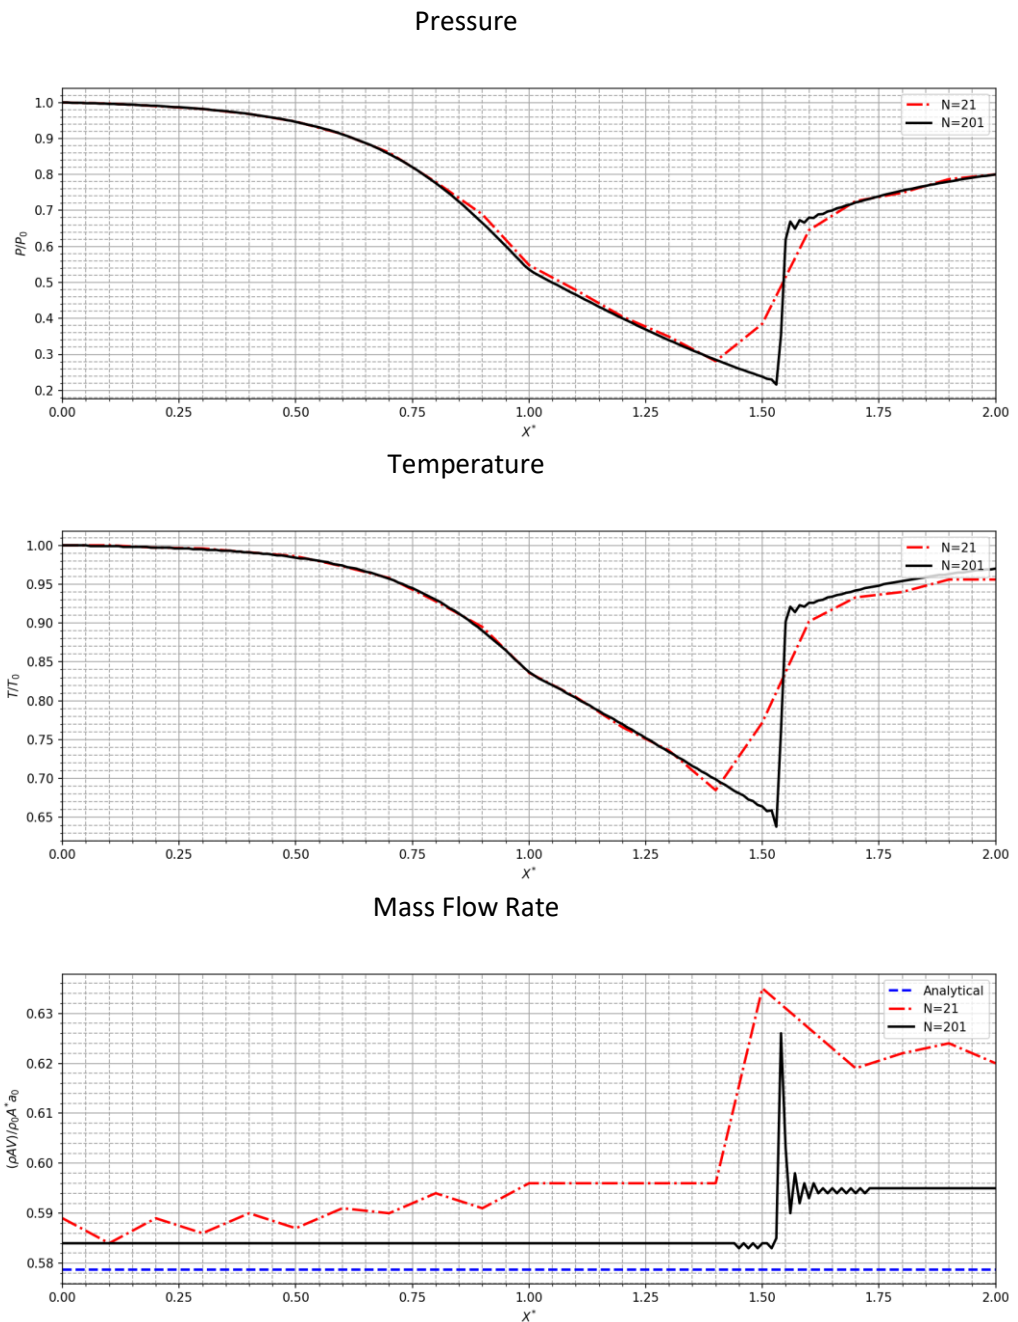 Pressure
N=21
N=201
1.0
0.9
0.8
0.7
0.6
0.5
0.4
0.3
0.2
P/P₀
0.00 0.25 0.50 0.75 1.00 1.25 1.50 1.75 2.00
X*
Temperature
N=21
N=201
1.00
0.95
0.90
0.85
0.80
0.75
0.70
0.65
T/T₀
0.00 0.25 0.50 0.75 1.00 1.25 1.50 1.75 2.00
X*
Mass Flow Rate
Analytical
N=21
N=201
0.63
0.62
0.61
0.60
0.59
0.58
(ρAV)/ρ₀A*a₀
0.00 0.25 0.50 0.75 1.00 1.25 1.50 1.75 2.00
X*